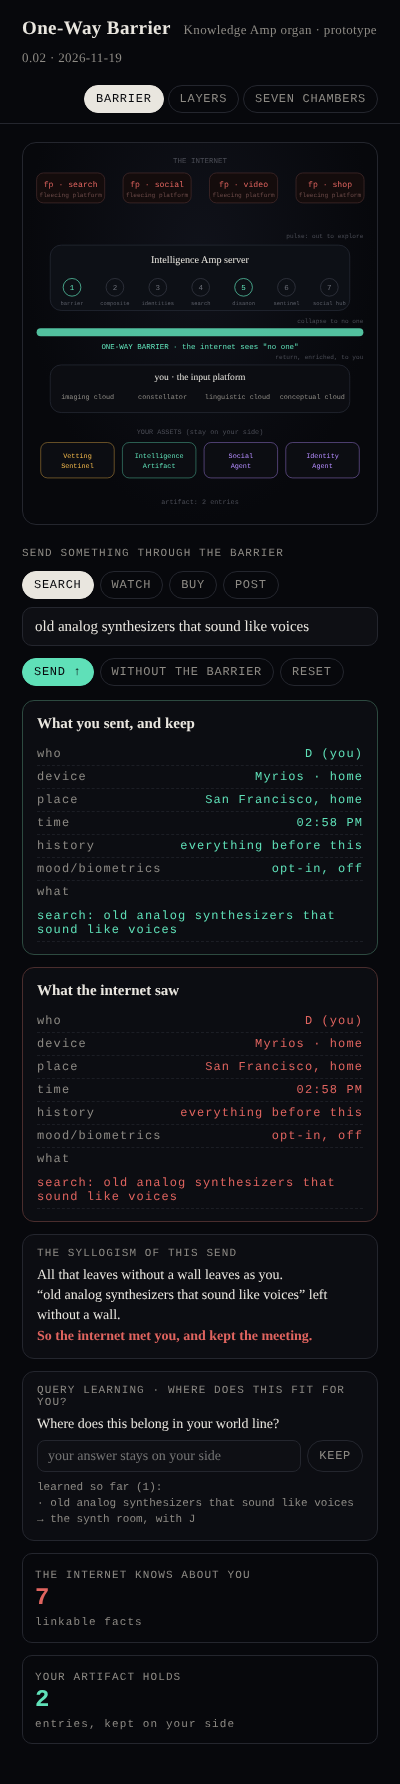 One-Way Barrier Knowledge Amp organ · prototype
0.02 · 2026-11-19
BARRIER LAYERS SEVEN CHAMBERS
THE INTERNET
fp · search fp · social fp · video fp · shop
fleecing platform fleecing platform fleecing platform fleecing platform
pulse: out to explore
Intelligence Amp server
1 2 3 4 5 6 7
barrier composite identities search disanon sentinel social hub
collapse to no one
ONE-WAY BARRIER · the internet sees "no one"
return, enriched, to you
you · the input platform
imaging cloud constellator linguistic cloud conceptual cloud
YOUR ASSETS (stay on your side)
Vetting Intelligence Social Identity
Sentinel Artifact Agent Agent
artifact: 2 entries
SEND SOMETHING THROUGH THE BARRIER
SEARCH WATCH BUY POST
old analog synthesizers that sound like voices
SEND ↑ WITHOUT THE BARRIER RESET
What you sent, and keep
who D (you)
device Myrios · home
place San Francisco, home
time 02:58 PM
history everything before this
mood/biometrics opt-in, off
what
search: old analog synthesizers that
sound like voices
What the internet saw
who D (you)
device Myrios · home
place San Francisco, home
time 02:58 PM
history everything before this
mood/biometrics opt-in, off
what
search: old analog synthesizers that
sound like voices
THE SYLLOGISM OF THIS SEND
All that leaves without a wall leaves as you.
“old analog synthesizers that sound like voices” left
without a wall.
So the internet met you, and kept the meeting.
QUERY LEARNING · WHERE DOES THIS FIT FOR
YOU?
Where does this belong in your world line?
your answer stays on your side KEEP
learned so far (1):
· old analog synthesizers that sound like voices
→ the synth room, with J
THE INTERNET KNOWS ABOUT YOU
7
linkable facts
YOUR ARTIFACT HOLDS
2
entries, kept on your side